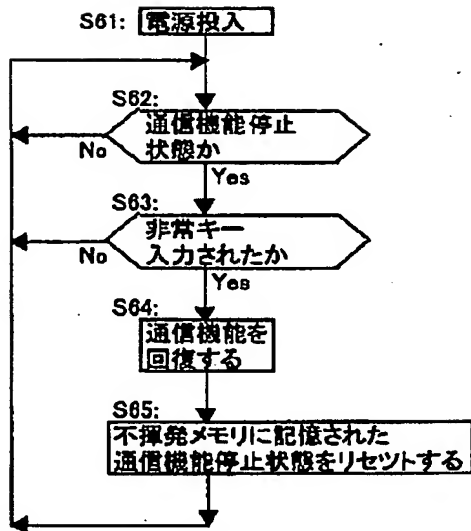 S61: 電源投入
S62:
通信機能停止
状態か
No
Yes
S63:
非常キー
入力されたか
No
Yes
S64:
通信機能を
回復する
S65:
不揮発メモリに記憶された
通信機能停止状態をリセットする